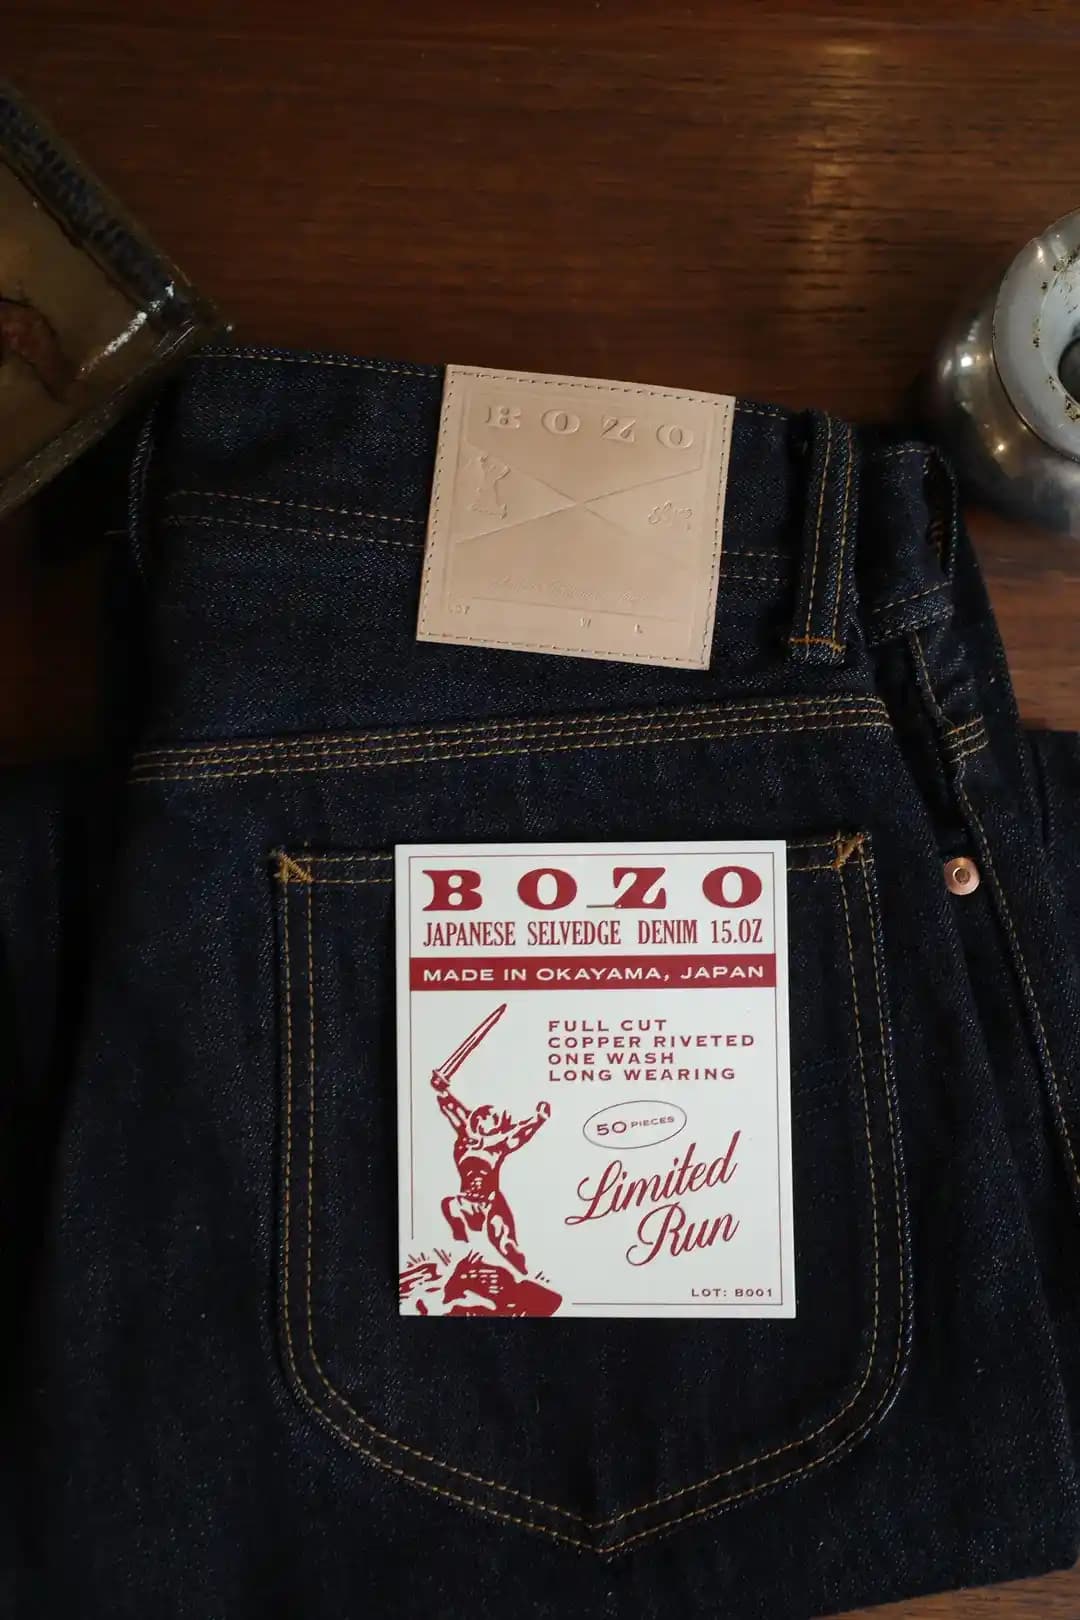 BOZO
LOT W L
BOZO
JAPANESE SELVEDGE DENIM 15.OZ
MADE IN OKAYAMA, JAPAN
FULL CUT
COPPER RIVETED
ONE WASH
LONG WEARING
50 PIECES
Limited
Run
LOT: B001